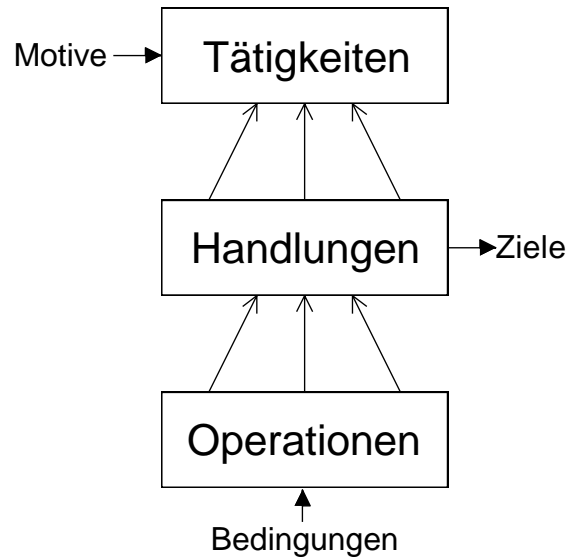 Motive
Tätigkeiten
Handlungen
Ziele
Operationen
Bedingungen